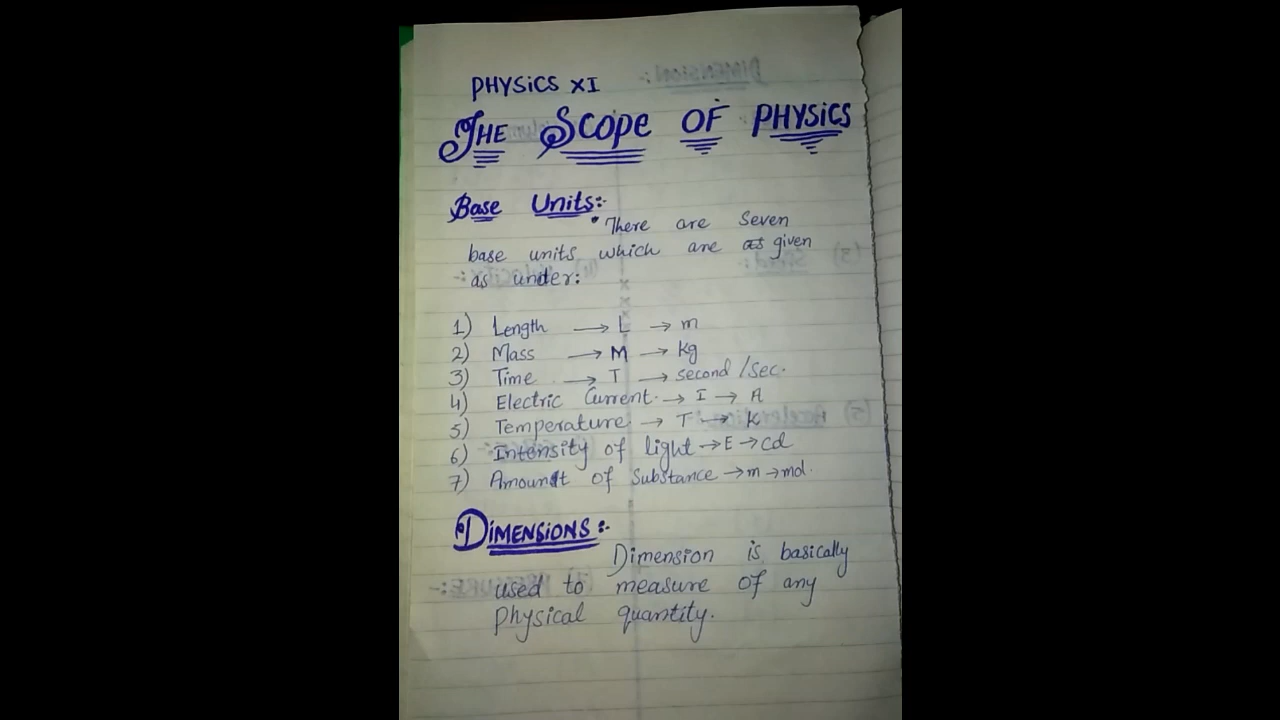 PHYSiCS XI
THE SCOPE OF PHYSiCS
Base Units:-
There are Seven
base units which are as given
as under:
1) Length → L → m
2) Mass → M → kg
3) Time → T → second /sec.
4) Electric Current → I → A
5) Temperature → T → K
6) Intensity of light → E → cd
7) Amount of Substance → m → mol.
DiMENSiONS:-
Dimension is basically
used to measure of any
physical quantity.